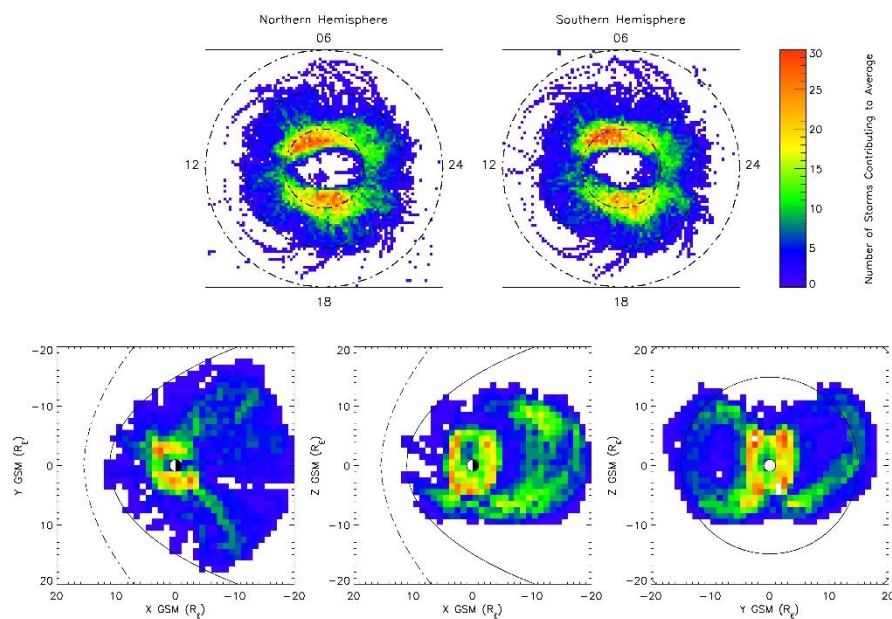 Northern Hemisphere
Southern Hemisphere
06
06
12
24
12
24
18
18
30
25
20
15
10
5
0
Number of Storms Contributing to Average
-20
-10
0
10
20
Y GSM (R_E)
20 10 0 -10 -20
X GSM (R_E)
20
10
0
-10
-20
Z GSM (R_E)
20 10 0 -10 -20
X GSM (R_E)
20
10
0
-10
-20
Z GSM (R_E)
-20 -10 0 10 20
Y GSM (R_E)